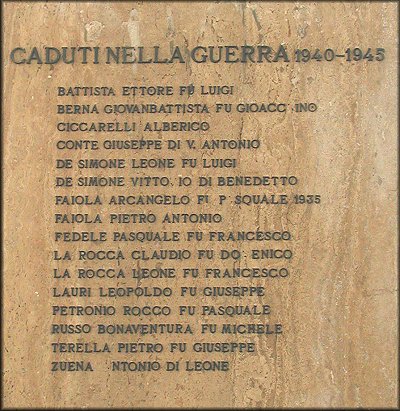 CADUTI NELLA GUERRA 1940-1945
BATTISTA ETTORE FU LUIGI
BERNA GIOVANBATTISTA FU GIOACC INO
CICCARELLI ALBERICO
CONTE GIUSEPPE DI V. ANTONIO
DE SIMONE LEONE FU LUIGI
DE SIMONE VITTO. IO DI BENEDETTO
FAIOLA ARCANGELO FU P SQUALE 1935
FAIOLA PIETRO ANTONIO
FEDELE PASQUALE FU FRANCESCO
LA ROCCA CLAUDIO FU DO ENICO
LA ROCCA LEONE FU FRANCESCO
LAURI LEOPOLDO FU GIUSEPPE
PETRONIO ROCCO FU PASQUALE
RUSSO BONAVENTURA FU MICHELE
TERELLA PIETRO FU GIUSEPPE
ZUENA NTONIO DI LEONE